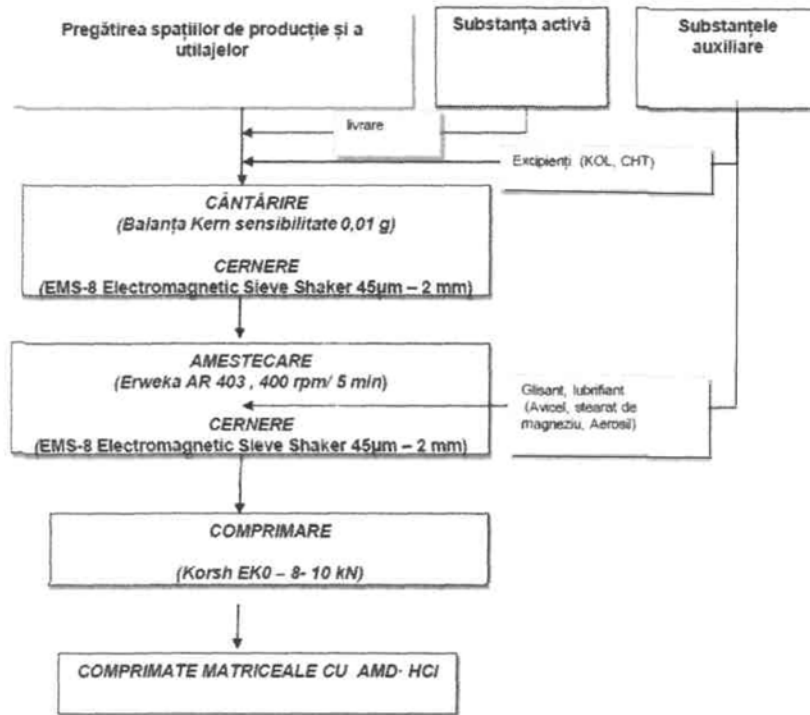 Pregătirea spațiilor de producție și a
utilajelor
Substanța activă
Substanțele
auxiliare
livrare
Excipienți (KOL, CHT)
CÂNTĂRIRE
(Balanța Kern sensibilitate 0,01 g)
CERNERE
(EMS-8 Electromagnetic Sieve Shaker 45µm – 2 mm)
AMESTECARE
(Erweka AR 403 , 400 rpm/ 5 min)
Glisant, lubrifiant
(Avicel, stearat de
magneziu, Aerosil)
CERNERE
(EMS-8 Electromagnetic Sieve Shaker 45µm – 2 mm)
COMPRIMARE
(Korsh EK0 – 8- 10 kN)
COMPRIMATE MATRICEALE CU AMD· HCl